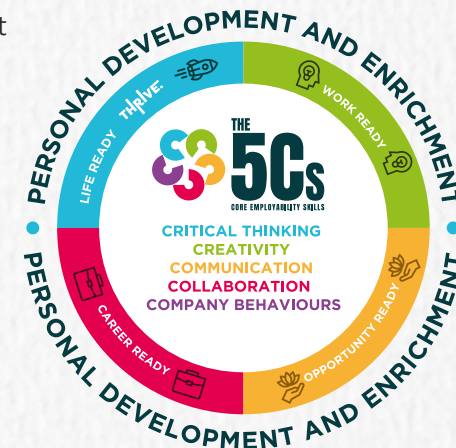 t
PERSONAL DEVELOPMENT AND ENRICHMENT
LIFE READY
THRIVE.
WORK READY
THE
5Cs
CORE EMPLOYABILITY SKILLS
CRITICAL THINKING
CREATIVITY
COMMUNICATION
COLLABORATION
COMPANY BEHAVIOURS
CAREER READY
OPPORTUNITY READY
PERSONAL DEVELOPMENT AND ENRICHMENT